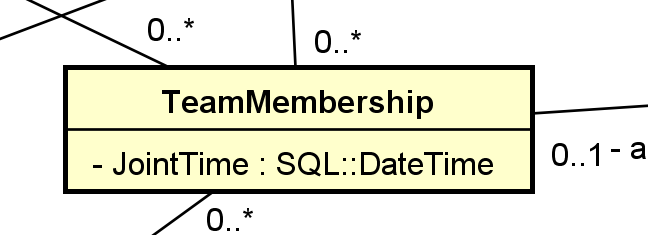 0..*
0..*
TeamMembership
- JointTime : SQL::DateTime
0..1 - a
0..*